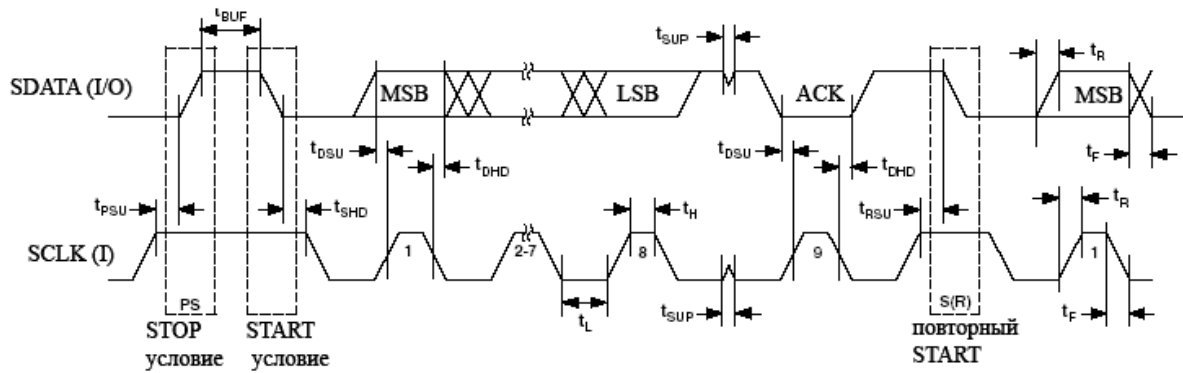 tBUF
tSUP
tR
SDATA (I/O)
MSB
LSB
ACK
MSB
tDSU
tDHD
tDSU
tDHD
tF
tPSU
tSHD
tH
tRSU
tR
SCLK (I)
1
2-7
8
9
1
PS
tL
tSUP
S(R)
tF
STOP
условие
START
условие
повторный
START